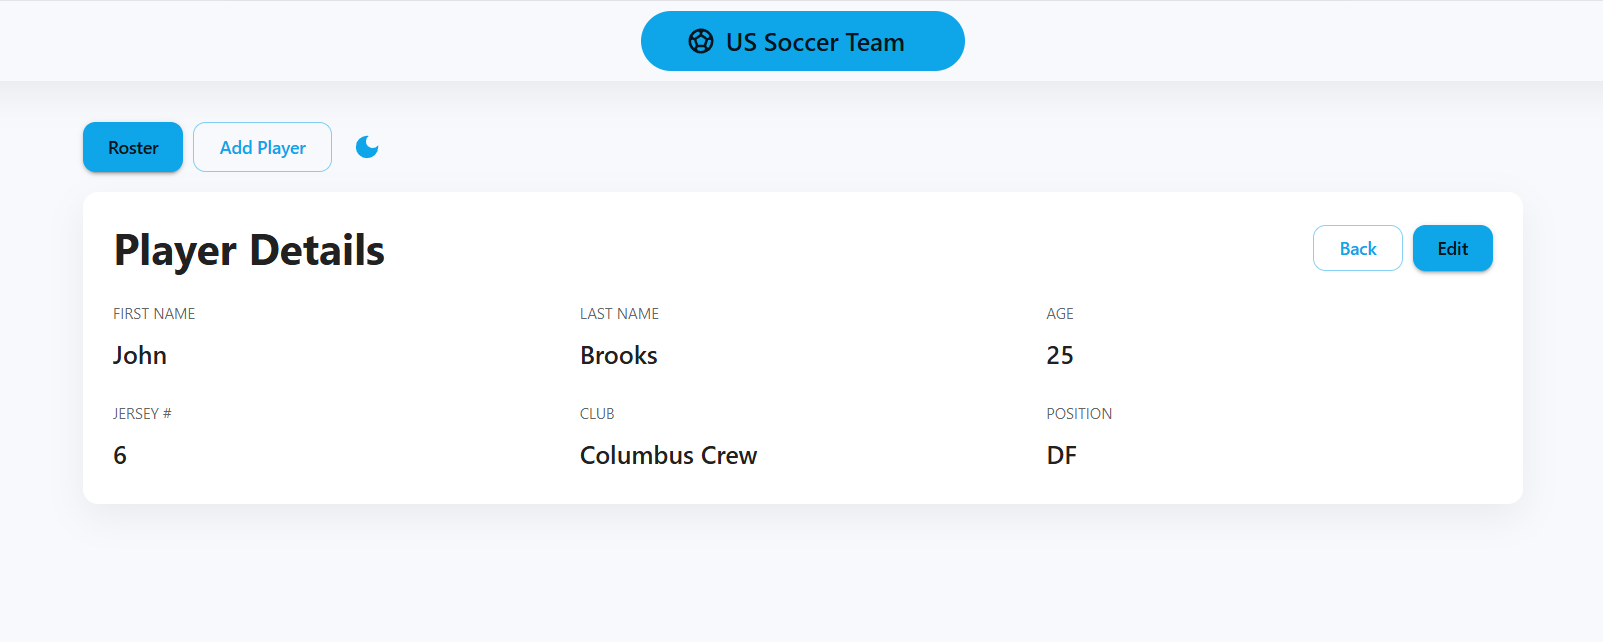 US Soccer Team
Roster
Add Player
Player Details
Back
Edit
FIRST NAME
LAST NAME
AGE
John
Brooks
25
JERSEY #
CLUB
POSITION
6
Columbus Crew
DF